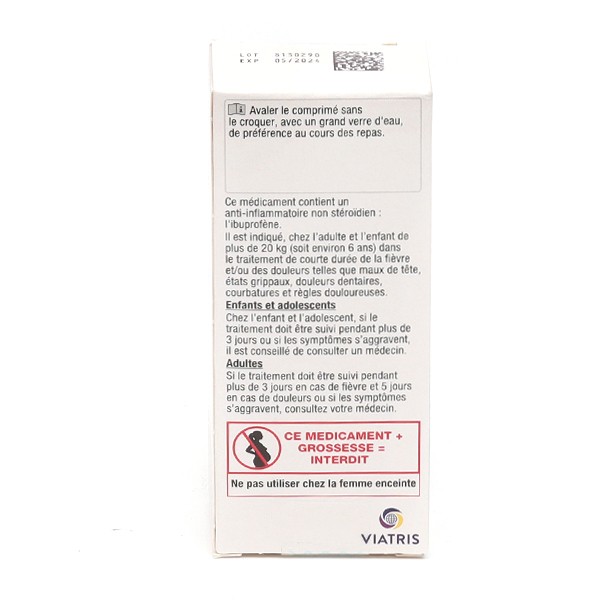 LOT 8130290
EXP 05/2024
Avaler le comprimé sans
le croquer, avec un grand verre d'eau,
de préférence au cours des repas.
Ce médicament contient un
anti-inflammatoire non stéroïdien :
l'ibuprofène.
Il est indiqué, chez l'adulte et l'enfant de
plus de 20 kg (soit environ 6 ans) dans
le traitement de courte durée de la fièvre
et/ou des douleurs telles que maux de tête,
états grippaux, douleurs dentaires,
courbatures et règles douloureuses.
Enfants et adolescents
Chez l'enfant et l'adolescent, si le
traitement doit être suivi pendant plus de
3 jours ou si les symptômes s'aggravent,
il est conseillé de consulter un médecin.
Adultes
Si le traitement doit être suivi pendant
plus de 3 jours en cas de fièvre et 5 jours
en cas de douleurs ou si les symptômes
s'aggravent, consultez votre médecin.
CE MEDICAMENT +
GROSSESSE =
INTERDIT
Ne pas utiliser chez la femme enceinte
VIATRIS